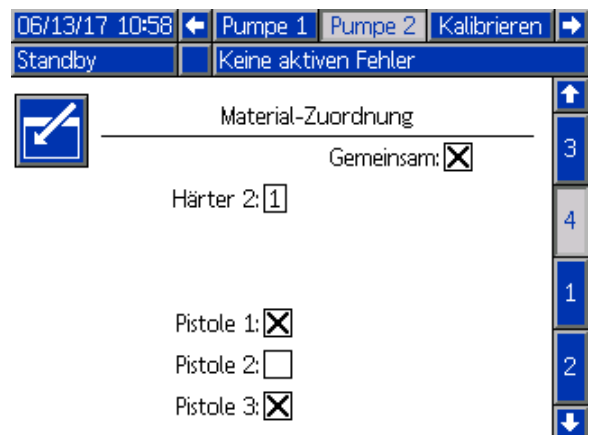 06/13/17 10:58 Pumpe 1 Pumpe 2 Kalibrieren
Standby Keine aktiven Fehler
Material-Zuordnung
Gemeinsam:
Härter 2: 1
Pistole 1:
Pistole 2:
Pistole 3:
3
4
1
2